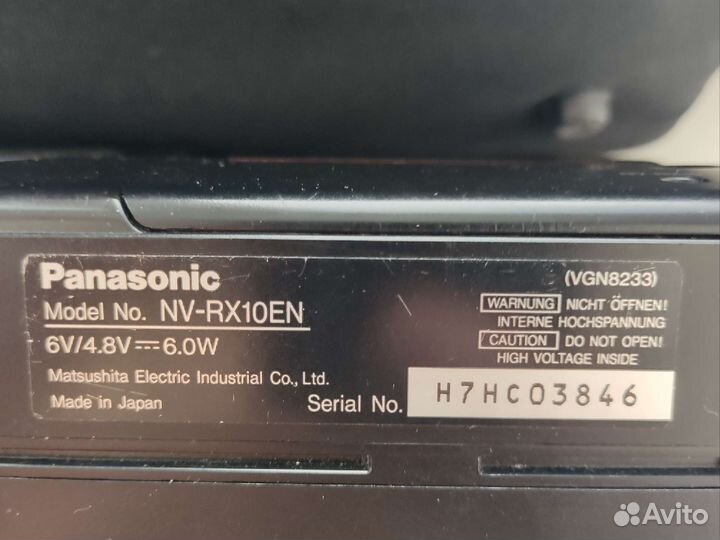 Panasonic
Model No. NV-RX10EN
6V/4.8V⎓6.0W
Matsushita Electric Industrial Co., Ltd.
Made in Japan
Serial No. H7HC03846
(VGN8233)
WARNUNG NICHT ÖFFNEN!
INTERNE HOCHSPANNUNG
CAUTION DO NOT OPEN!
HIGH VOLTAGE INSIDE
Avito